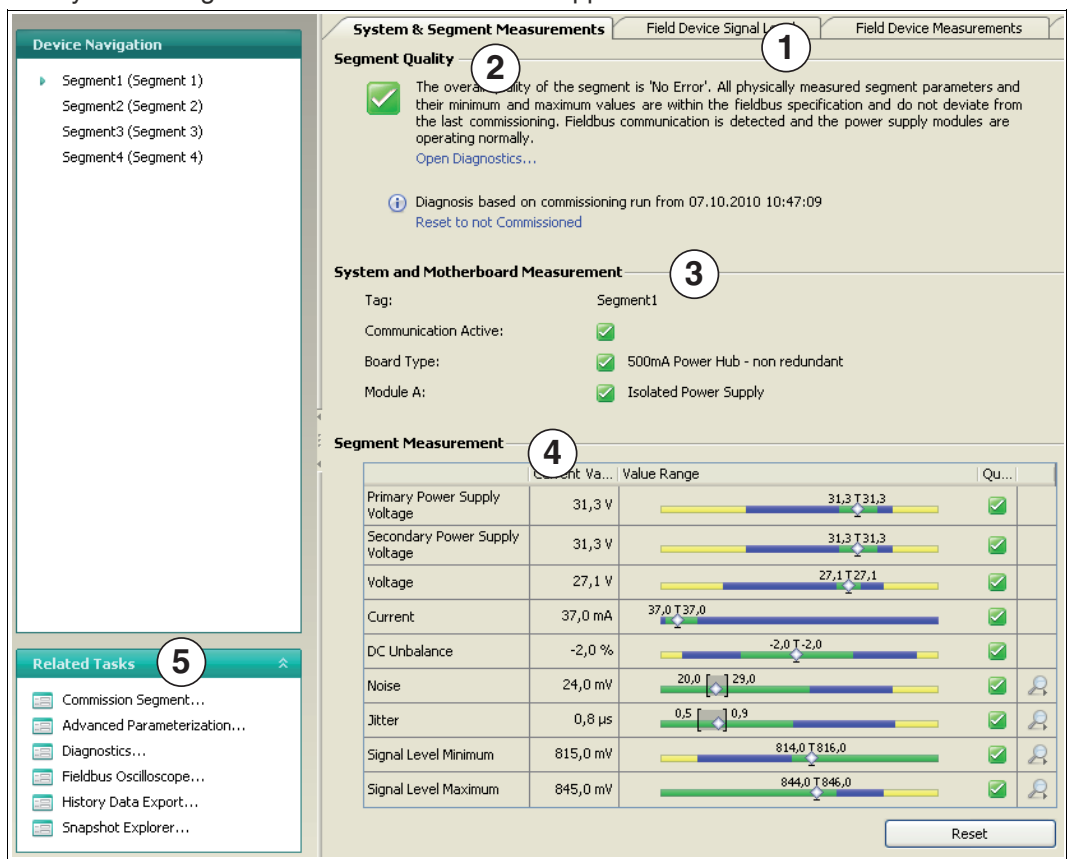 Device Navigation
Segment1 (Segment 1)
Segment2 (Segment 2)
Segment3 (Segment 3)
Segment4 (Segment 4)
Related Tasks
5
Commission Segment...
Advanced Parameterization...
Diagnostics...
Fieldbus Oscilloscope...
History Data Export...
Snapshot Explorer...
System & Segment Measurements
Field Device Signal
1
Field Device Measurements
Segment Quality
2
The overall quality of the segment is 'No Error'. All physically measured segment parameters and
their minimum and maximum values are within the fieldbus specification and do not deviate from
the last commissioning. Fieldbus communication is detected and the power supply modules are
operating normally.
Open Diagnostics...
Diagnosis based on commissioning run from 07.10.2010 10:47:09
Reset to not Commissioned
System and Motherboard Measurement
3
Tag: Segment1
Communication Active:
Board Type: 500mA Power Hub - non redundant
Module A: Isolated Power Supply
Segment Measurement
4
Va... Value Range Qu...
Primary Power Supply
Voltage 31,3 V 31,3 31,3
Secondary Power Supply
Voltage 31,3 V 31,3 31,3
Voltage 27,1 V 27,1 27,1
Current 37,0 mA 37,0 37,0
DC Unbalance -2,0 % -2,0 -2,0
Noise 24,0 mV 20,0 [ ] 29,0
Jitter 0,8 µs 0,5 [ ] 0,9
Signal Level Minimum 815,0 mV 814,0 816,0
Signal Level Maximum 845,0 mV 844,0 846,0
Reset